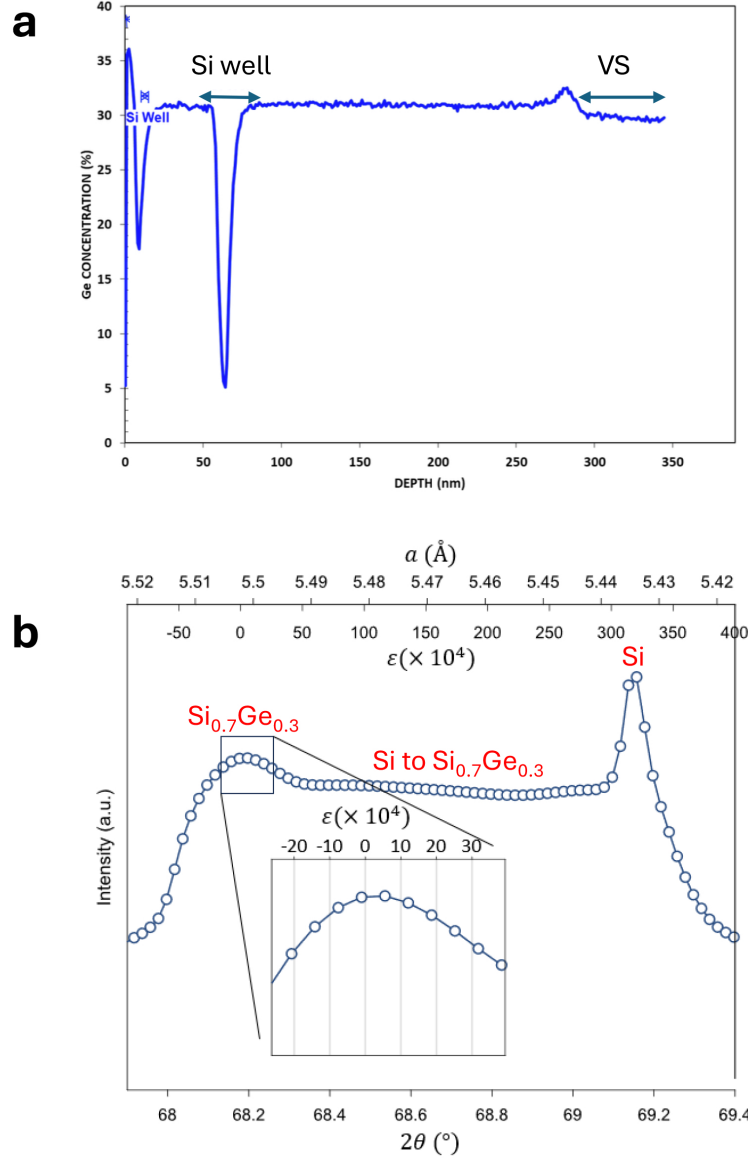 a
40
35
30
25
20
15
10
5
0
Ge CONCENTRATION (%)
Si well
VS
Si Well
0 50 100 150 200 250 300 350
DEPTH (nm)
b
a (Å)
5.52 5.51 5.5 5.49 5.48 5.47 5.46 5.45 5.44 5.43 5.42
-50 0 50 100 150 200 250 300 350 400
ε(× 10⁴)
Si
Si₀.₇Ge₀.₃
Si to Si₀.₇Ge₀.₃
ε(× 10⁴)
-20 -10 0 10 20 30
Intensity (a.u.)
68 68.2 68.4 68.6 68.8 69 69.2 69.4
2θ (°)